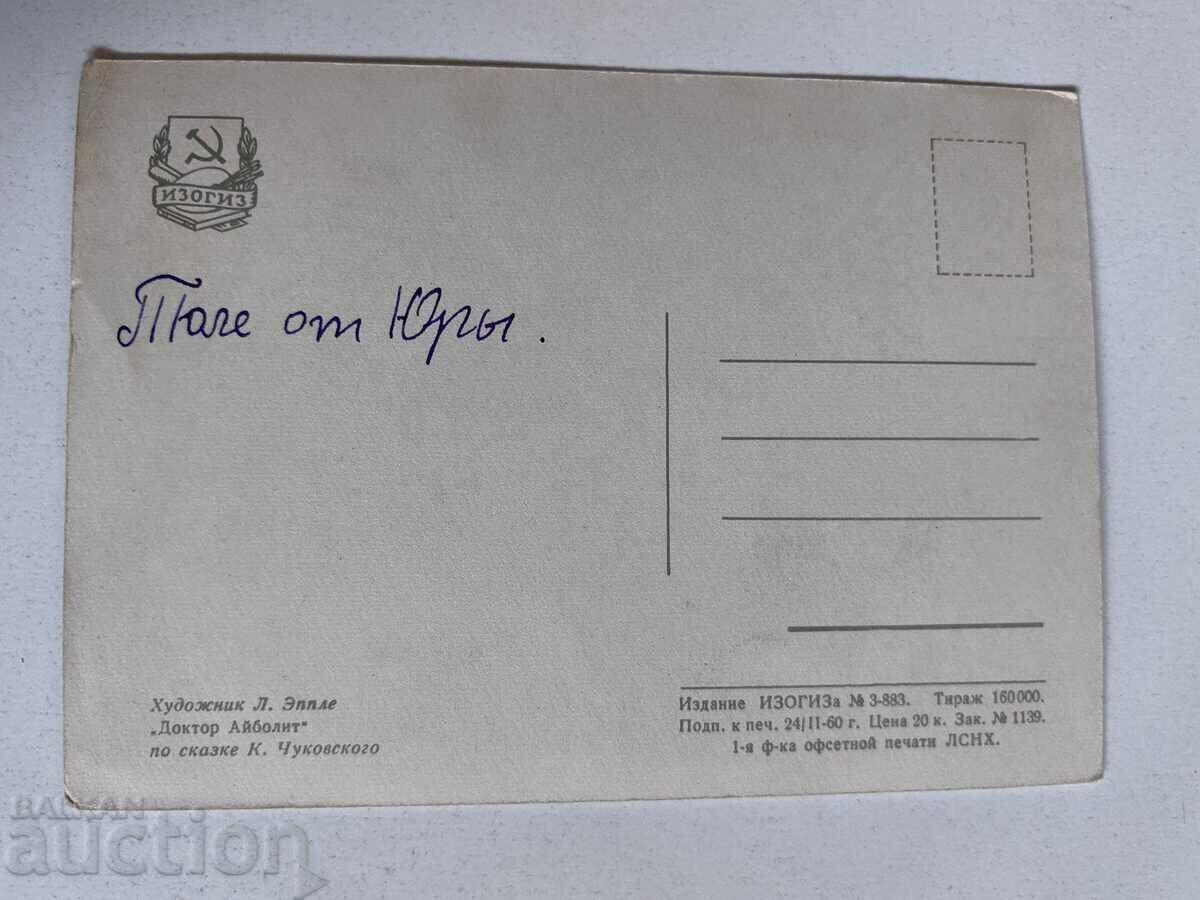 ИЗОГИЗ
Тюле от Юры.
Художник Л. Эппле
„Доктор Айболит"
по сказке К. Чуковского
Издание ИЗОГИЗа № 3-883. Тираж 160000.
Подп. к печ. 24/II-60 г. Цена 20 к. Зак. № 1139.
1-я ф-ка офсетной печати ЛСНХ.
BALKAN
auction